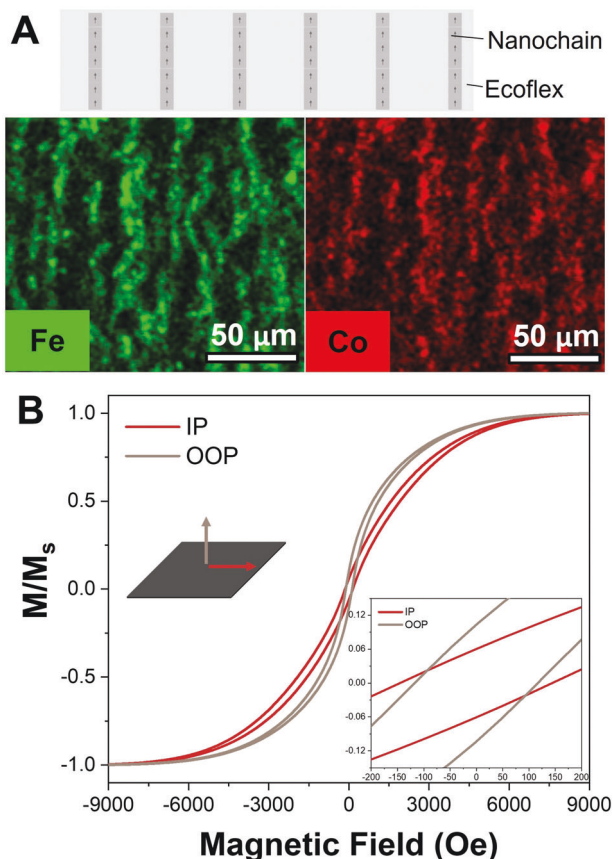 A
Nanochain
Ecoflex
Fe
50 µm
Co
50 µm
B
IP
OOP
M/Ms
1.0
0.5
0.0
-0.5
-1.0
-9000 -6000 -3000 0 3000 6000 9000
Magnetic Field (Oe)
IP
OOP
0.12
0.06
0.00
-0.06
-0.12
-200 -150 -100 -50 0 50 100 150 200